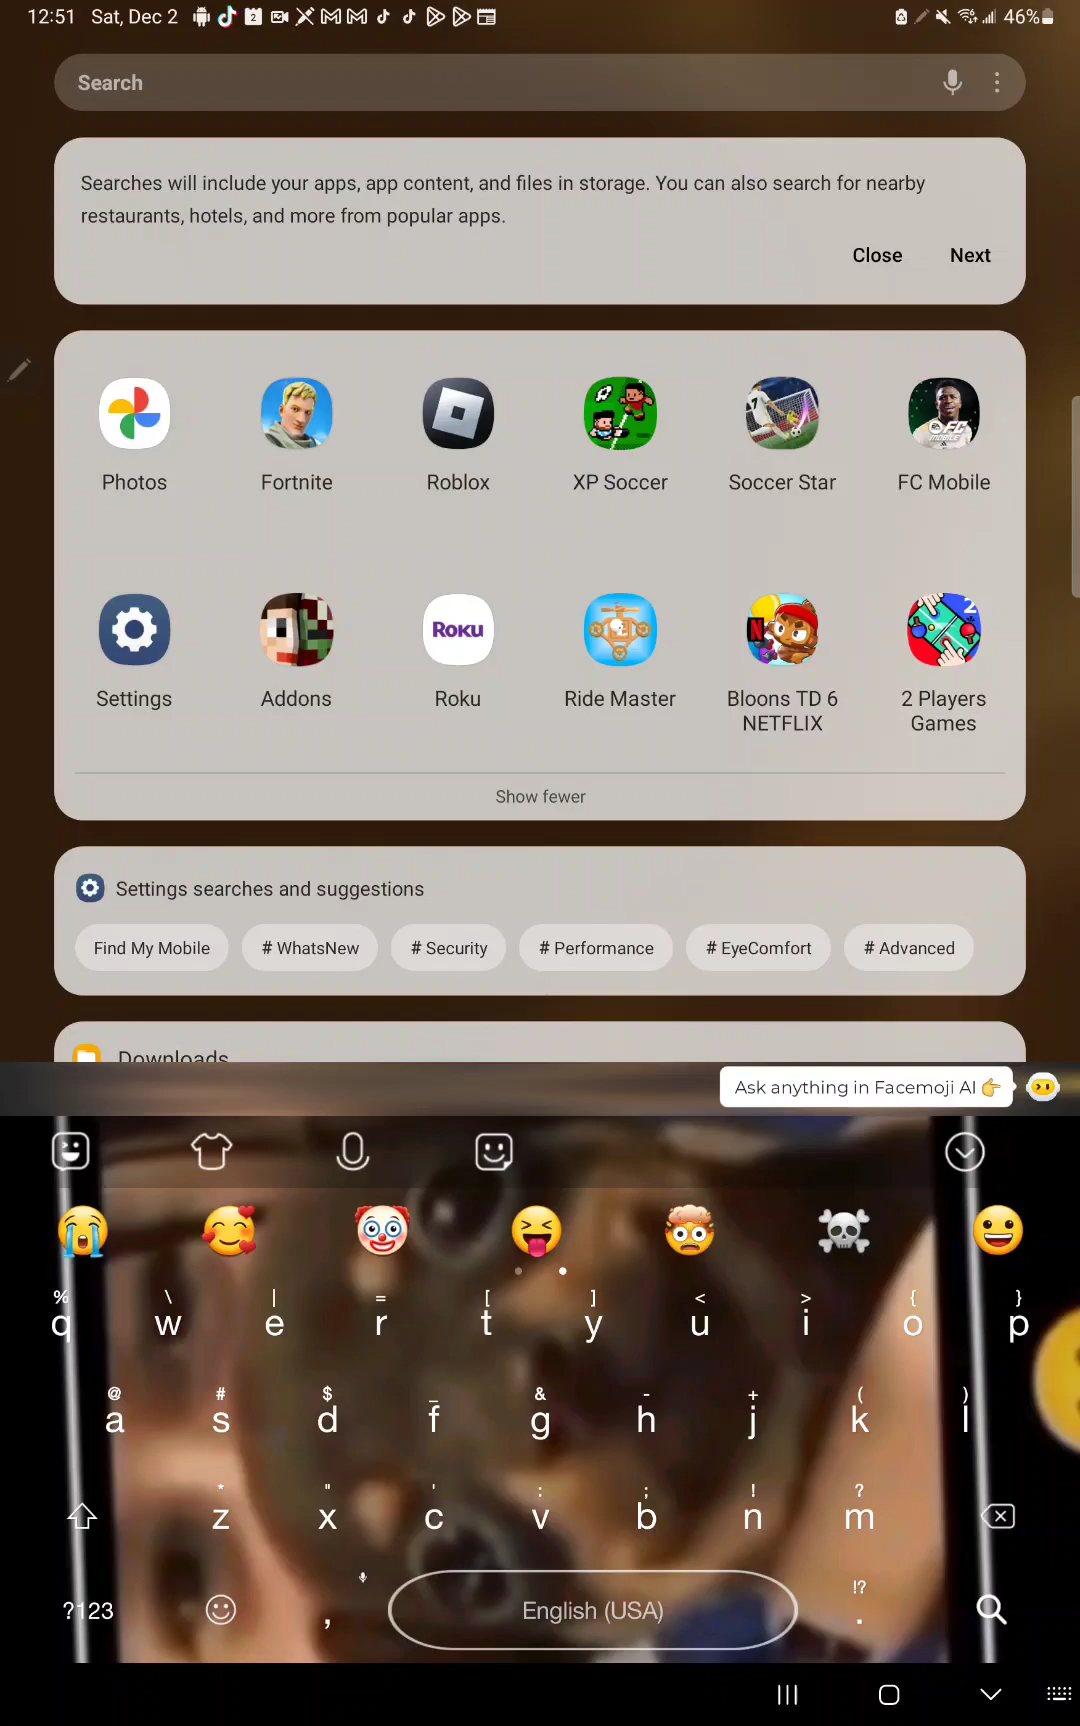 12:51 Sat, Dec 2 2 46%
Search
Searches will include your apps, app content, and files in storage. You can also search for nearby
restaurants, hotels, and more from popular apps.
Close Next
Photos Fortnite Roblox XP Soccer Soccer Star FC Mobile
Roku N 2
Settings Addons Roku Ride Master Bloons TD 6 2 Players
NETFLIX Games
Show fewer
Settings searches and suggestions
Find My Mobile # WhatsNew # Security # Performance # EyeComfort # Advanced
Downloads
Ask anything in Facemoji AI 👉
% \ | = [ ] < > { }
q w e r t y u i o p
@ # $ _ & - + ( )
a s d f g h j k l
* " ' : ; ! ?
z x c v b n m
!?
?123 , English (USA) .